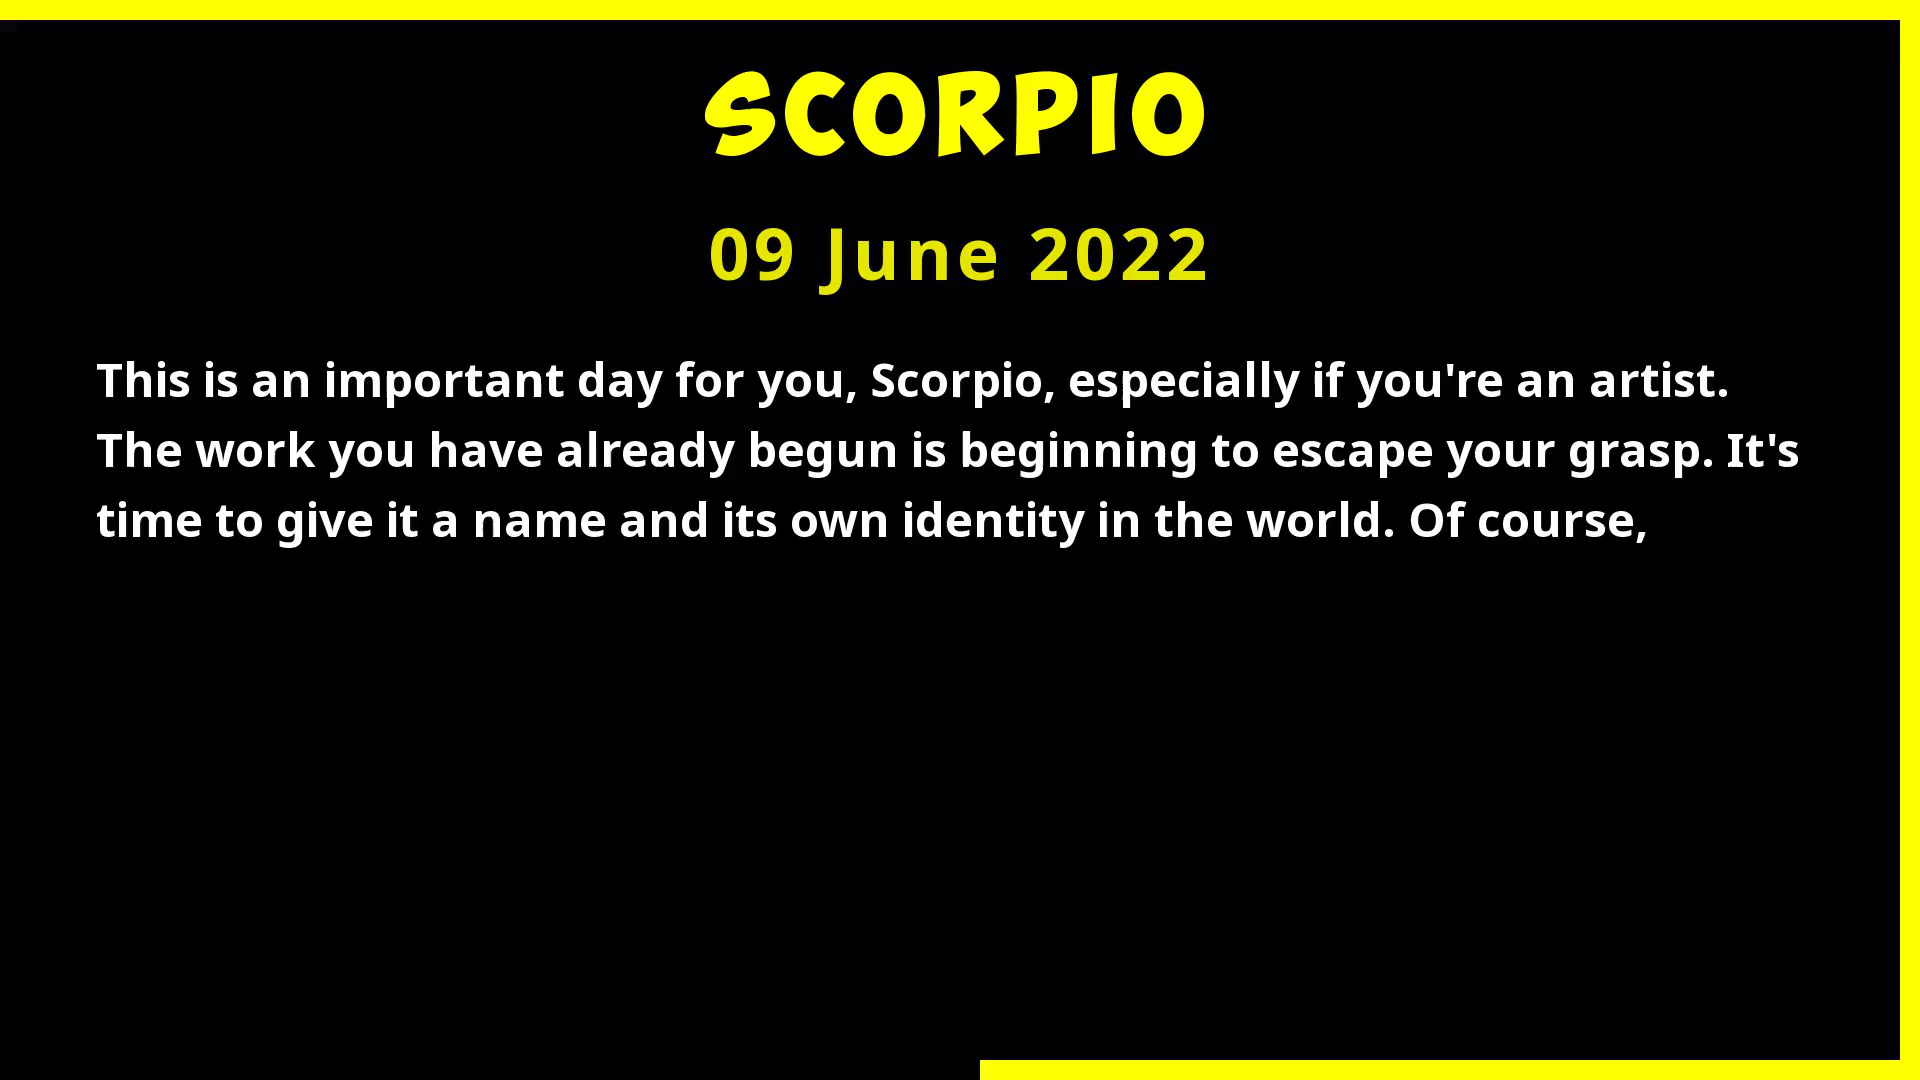 SCORPIO
09 June 2022
This is an important day for you, Scorpio, especially if you're an artist.
The work you have already begun is beginning to escape your grasp. It's
time to give it a name and its own identity in the world. Of course,